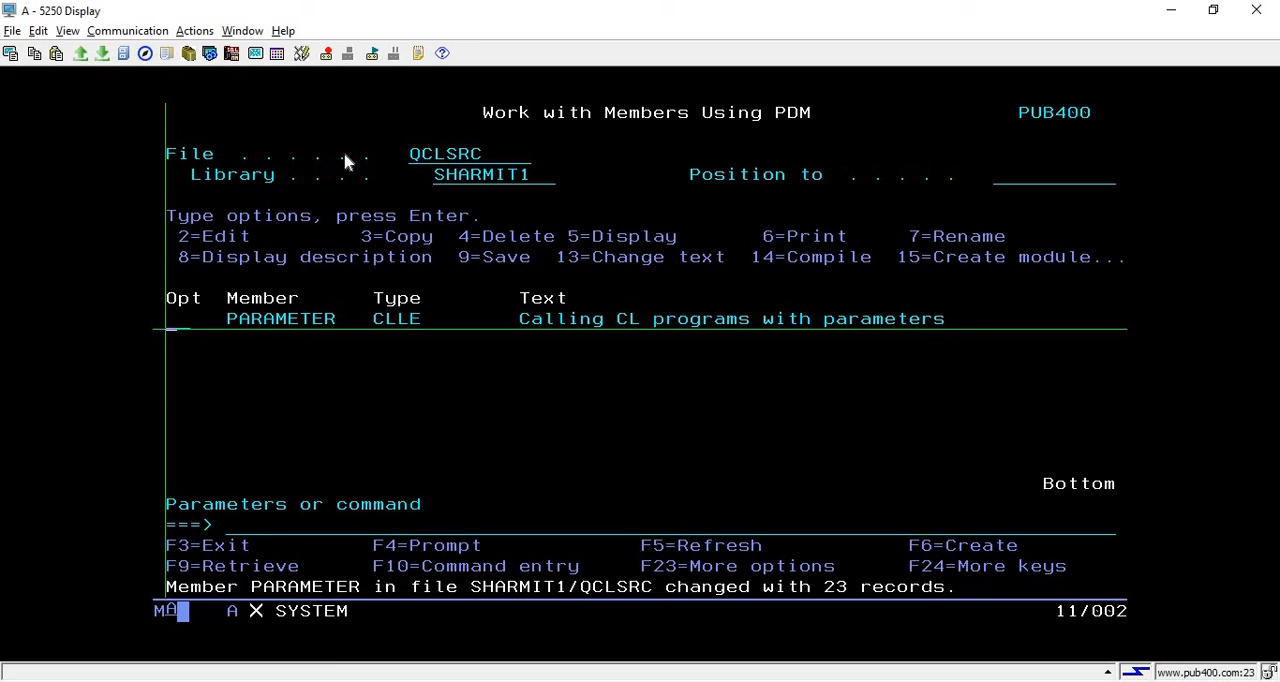 A - 5250 Display
File Edit View Communication Actions Window Help
Work with Members Using PDM PUB400
File . . . . . . QCLSRC
Library . . . . SHARMIT1 Position to . . . . .
Type options, press Enter.
2=Edit 3=Copy 4=Delete 5=Display 6=Print 7=Rename
8=Display description 9=Save 13=Change text 14=Compile 15=Create module...
Opt Member Type Text
PARAMETER CLLE Calling CL programs with parameters
Bottom
Parameters or command
===>
F3=Exit F4=Prompt F5=Refresh F6=Create
F9=Retrieve F10=Command entry F23=More options F24=More keys
Member PARAMETER in file SHARMIT1/QCLSRC changed with 23 records.
MA A X SYSTEM 11/002
www.pub400.com:23